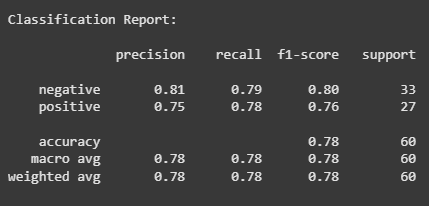 Classification Report:
precision recall f1-score support
negative 0.81 0.79 0.80 33
positive 0.75 0.78 0.76 27
accuracy 0.78 60
macro avg 0.78 0.78 0.78 60
weighted avg 0.78 0.78 0.78 60